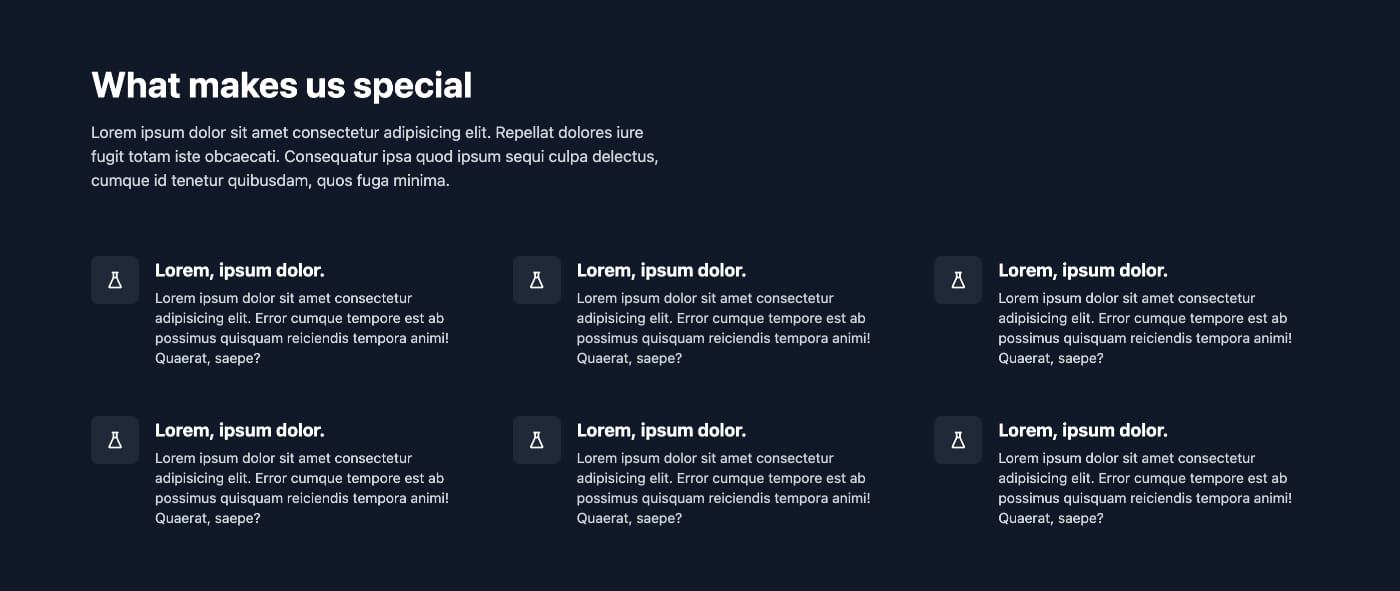 What makes us special
Lorem ipsum dolor sit amet consectetur adipisicing elit. Repellat dolores iure
fugit totam iste obcaecati. Consequatur ipsa quod ipsum sequi culpa delectus,
cumque id tenetur quibusdam, quos fuga minima.
Lorem, ipsum dolor.
Lorem ipsum dolor sit amet consectetur
adipisicing elit. Error cumque tempore est ab
possimus quisquam reiciendis tempora animi!
Quaerat, saepe?
Lorem, ipsum dolor.
Lorem ipsum dolor sit amet consectetur
adipisicing elit. Error cumque tempore est ab
possimus quisquam reiciendis tempora animi!
Quaerat, saepe?
Lorem, ipsum dolor.
Lorem ipsum dolor sit amet consectetur
adipisicing elit. Error cumque tempore est ab
possimus quisquam reiciendis tempora animi!
Quaerat, saepe?
Lorem, ipsum dolor.
Lorem ipsum dolor sit amet consectetur
adipisicing elit. Error cumque tempore est ab
possimus quisquam reiciendis tempora animi!
Quaerat, saepe?
Lorem, ipsum dolor.
Lorem ipsum dolor sit amet consectetur
adipisicing elit. Error cumque tempore est ab
possimus quisquam reiciendis tempora animi!
Quaerat, saepe?
Lorem, ipsum dolor.
Lorem ipsum dolor sit amet consectetur
adipisicing elit. Error cumque tempore est ab
possimus quisquam reiciendis tempora animi!
Quaerat, saepe?